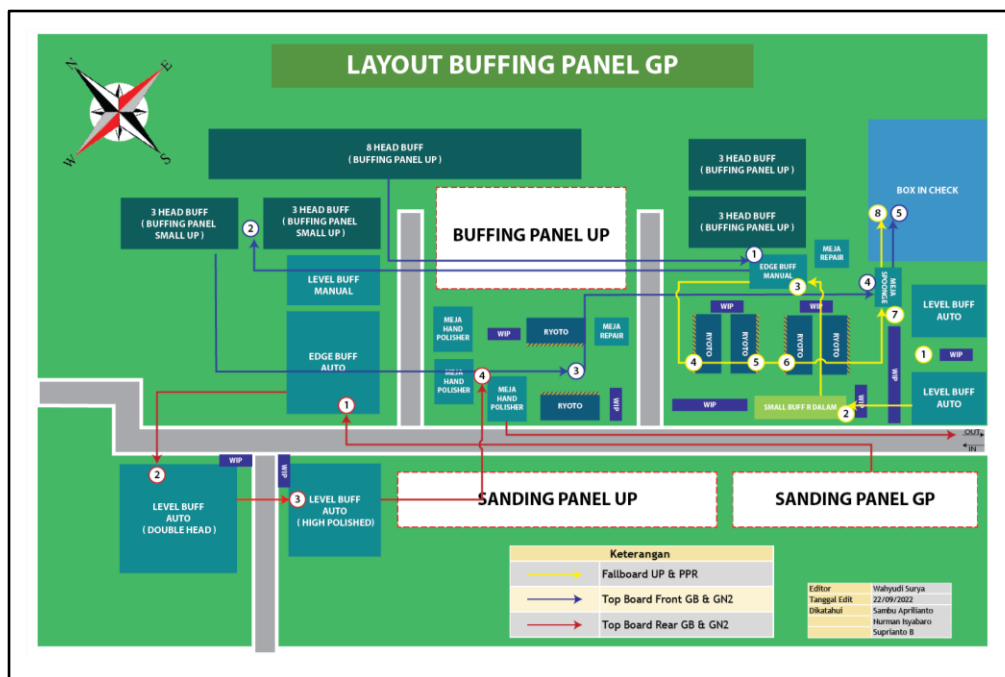 LAYOUT BUFFING PANEL GP
N
E
W
S
8 HEAD BUFF
( BUFFING PANEL UP )
3 HEAD BUFF
( BUFFING PANEL UP )
BOX IN CHECK
3 HEAD BUFF
( BUFFING PANEL
SMALL UP )
2
3 HEAD BUFF
( BUFFING PANEL
SMALL UP )
BUFFING PANEL UP
3 HEAD BUFF
( BUFFING PANEL UP )
8
5
1
EDGE BUFF
MANUAL
3
MEJA
REPAIR
4
MEJA
SPOONGE
7
LEVEL BUFF
MANUAL
LEVEL BUFF
AUTO
MEJA
HAND
POLISHER
WIP
RYOTO
MEJA
REPAIR
WIP
WIP
RYOTO
RYOTO
RYOTO
RYOTO
4
5
6
WIP
1
WIP
EDGE BUFF
AUTO
1
MEJA
HAND
POLISHER
4
3
MEJA
HAND
POLISHER
RYOTO
WIP
WIP
SMALL BUFF R DALAM
2
WIP
LEVEL BUFF
AUTO
OUT
IN
2
WIP
WIP
LEVEL BUFF
AUTO
( DOUBLE HEAD )
3
LEVEL BUFF
AUTO
( HIGH POLISHED )
SANDING PANEL UP
SANDING PANEL GP
Keterangan
Fallboard UP & PPR
Top Board Front GB & GN2
Top Board Rear GB & GN2
Editor Wahyudi Surya
Tanggal Edit 22/09/2022
Dikatahui Sambu Aprilianto
Nurman Isyabaro
Suprianto B